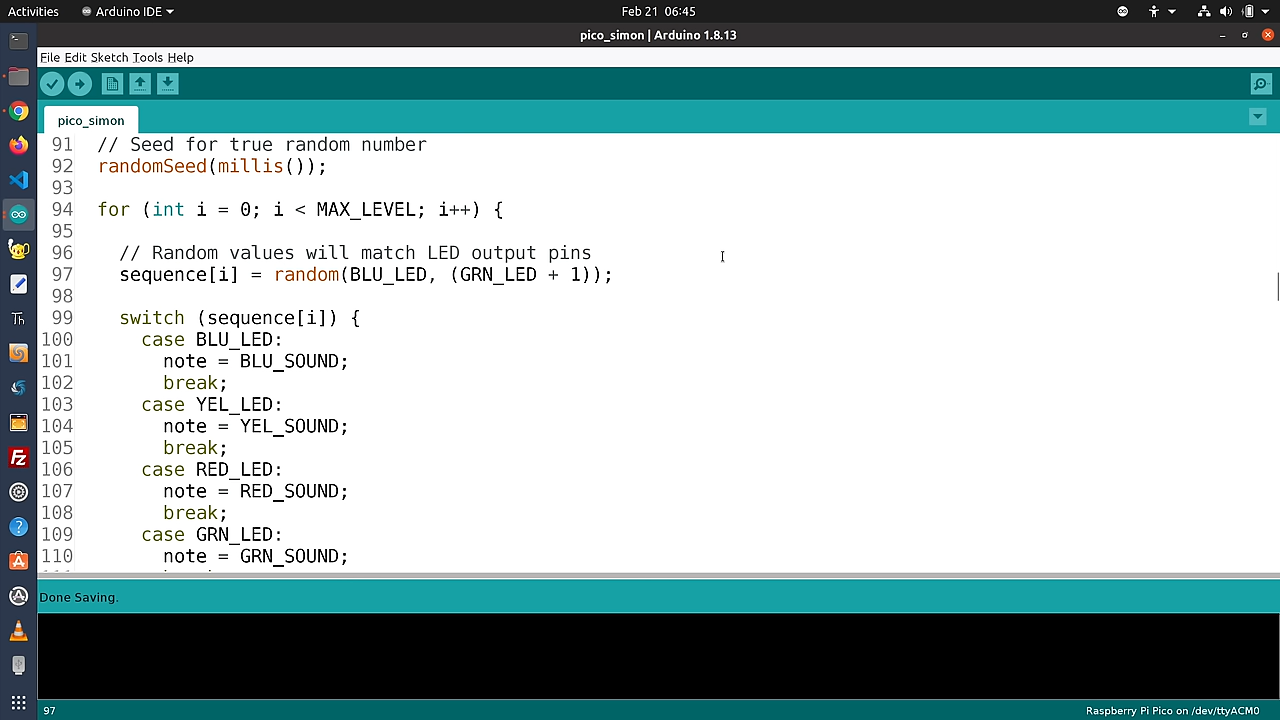 Activities Arduino IDE Feb 21 06:45
pico_simon | Arduino 1.8.13
File Edit Sketch Tools Help
pico_simon
91 // Seed for true random number
92 randomSeed(millis());
93
94 for (int i = 0; i < MAX_LEVEL; i++) {
95
96 // Random values will match LED output pins
97 sequence[i] = random(BLU_LED, (GRN_LED + 1));
98
99 switch (sequence[i]) {
100 case BLU_LED:
101 note = BLU_SOUND;
102 break;
103 case YEL_LED:
104 note = YEL_SOUND;
105 break;
106 case RED_LED:
107 note = RED_SOUND;
108 break;
109 case GRN_LED:
110 note = GRN_SOUND;
Done Saving.
97 Raspberry Pi Pico on /dev/ttyACM0
Th
Fz